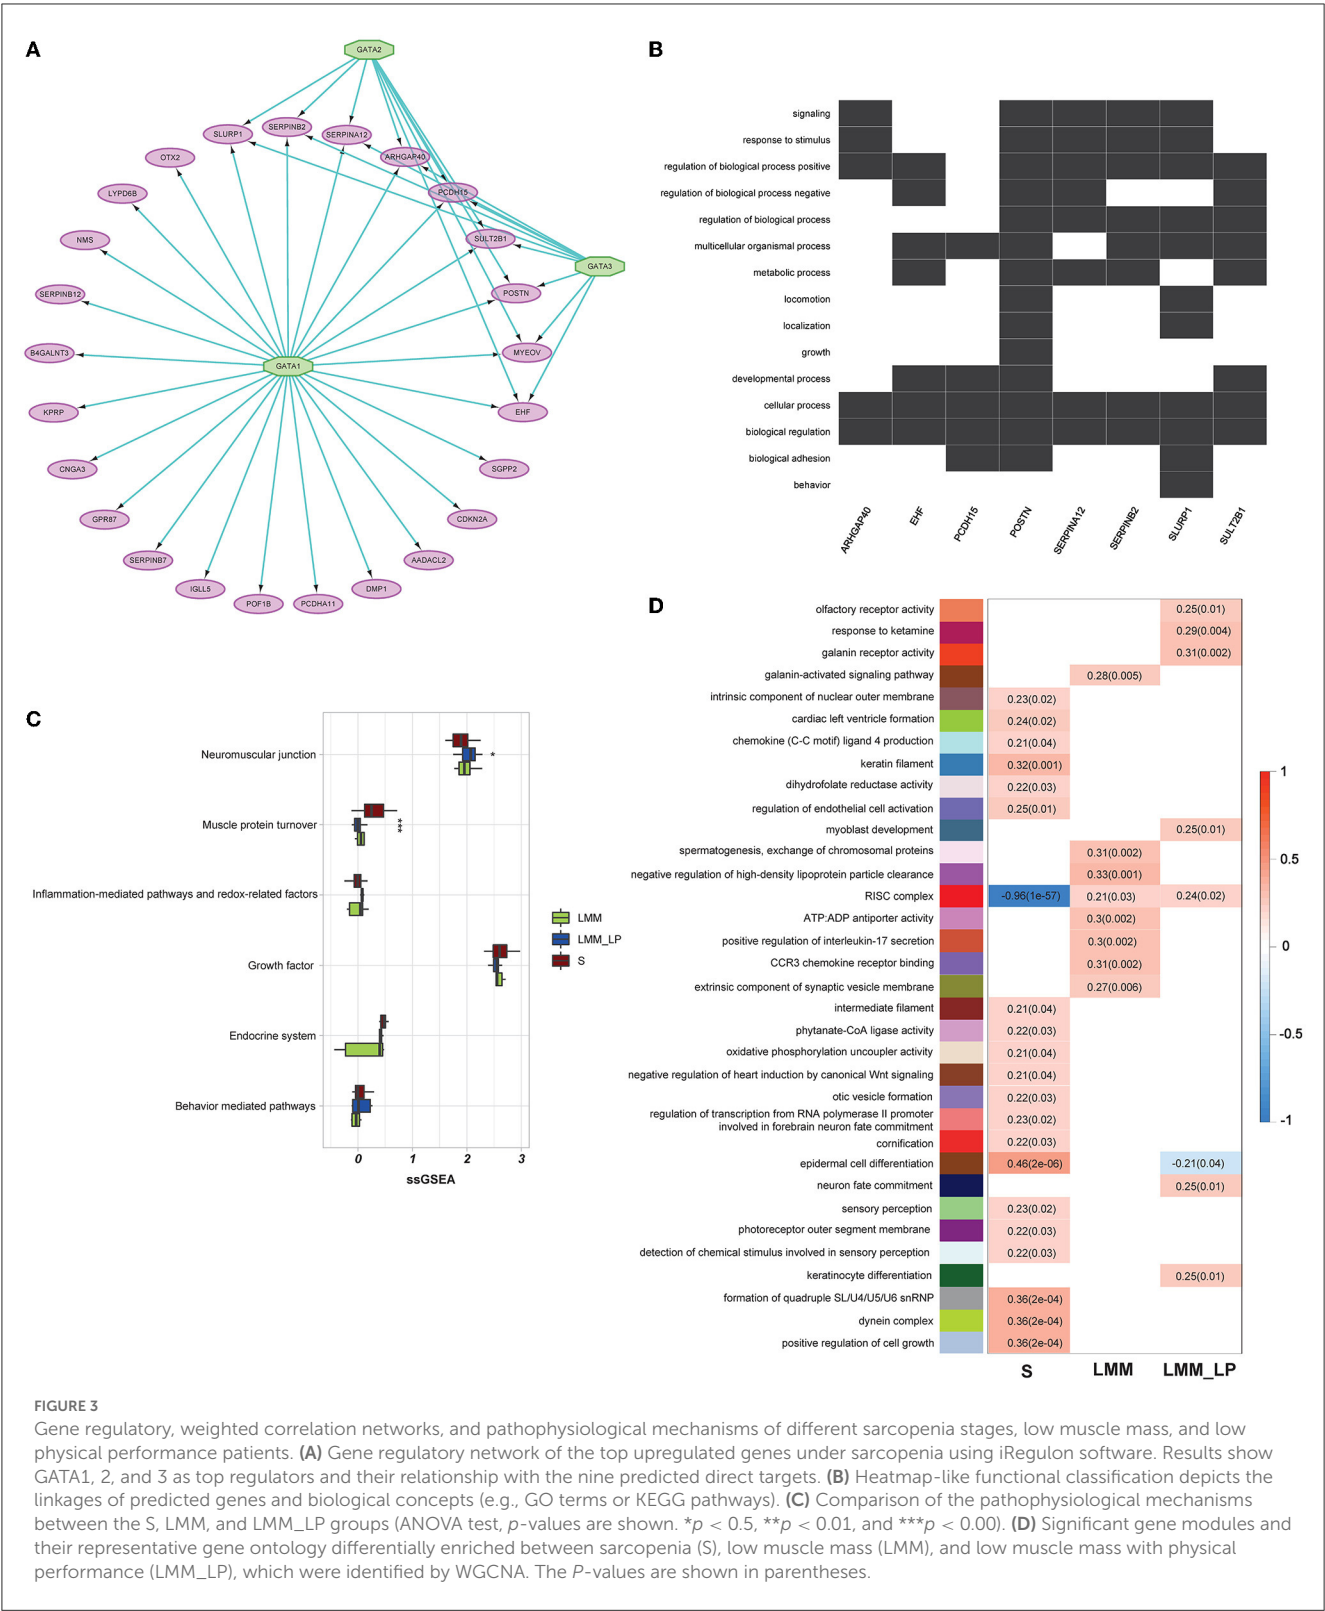 A
GATA2
SLURP1
SERPINB2
SERPINA12
ARHGAP40
OTX2
PCDH15
LYPD6B
SULT2B1
NMS
GATA3
SERPINB12
POSTN
B4GALNT3
MYEOV
GATA1
KPRP
EHF
CNGA3
SGPP2
GPR87
CDKN2A
SERPINB7
AADACL2
IGLL5
DMP1
POF1B
PCDHA11
B
signaling
response to stimulus
regulation of biological process positive
regulation of biological process negative
regulation of biological process
multicellular organismal process
metabolic process
locomotion
localization
growth
developmental process
cellular process
biological regulation
biological adhesion
behavior
ARHGAP40
EHF
PCDH15
POSTN
SERPINA12
SERPINB2
SLURP1
SULT2B1
C
Neuromuscular junction
*
Muscle protein turnover
***
Inflammation-mediated pathways and redox-related factors
Growth factor
Endocrine system
Behavior mediated pathways
0 1 2 3
ssGSEA
LMM
LMM_LP
S
D
olfactory receptor activity 0.25(0.01)
response to ketamine 0.29(0.004)
galanin receptor activity 0.31(0.002)
galanin-activated signaling pathway 0.28(0.005)
intrinsic component of nuclear outer membrane 0.23(0.02)
cardiac left ventricle formation 0.24(0.02)
chemokine (C-C motif) ligand 4 production 0.21(0.04)
keratin filament 0.32(0.001)
dihydrofolate reductase activity 0.22(0.03)
regulation of endothelial cell activation 0.25(0.01)
myoblast development 0.25(0.01)
spermatogenesis, exchange of chromosomal proteins 0.31(0.002)
negative regulation of high-density lipoprotein particle clearance 0.33(0.001)
RISC complex -0.96(1e-57) 0.21(0.03) 0.24(0.02)
ATP:ADP antiporter activity 0.3(0.002)
positive regulation of interleukin-17 secretion 0.3(0.002)
CCR3 chemokine receptor binding 0.31(0.002)
extrinsic component of synaptic vesicle membrane 0.27(0.006)
intermediate filament 0.21(0.04)
phytanate-CoA ligase activity 0.22(0.03)
oxidative phosphorylation uncoupler activity 0.21(0.04)
negative regulation of heart induction by canonical Wnt signaling 0.21(0.04)
otic vesicle formation 0.22(0.03)
regulation of transcription from RNA polymerase II promoter
involved in forebrain neuron fate commitment 0.23(0.02)
cornification 0.22(0.03)
epidermal cell differentiation 0.46(2e-06) -0.21(0.04)
neuron fate commitment 0.25(0.01)
sensory perception 0.23(0.02)
photoreceptor outer segment membrane 0.22(0.03)
detection of chemical stimulus involved in sensory perception 0.22(0.03)
keratinocyte differentiation 0.25(0.01)
formation of quadruple SL/U4/U5/U6 snRNP 0.36(2e-04)
dynein complex 0.36(2e-04)
positive regulation of cell growth 0.36(2e-04)
S LMM LMM_LP
1
0.5
0
-0.5
-1
FIGURE 3
Gene regulatory, weighted correlation networks, and pathophysiological mechanisms of different sarcopenia stages, low muscle mass, and low
physical performance patients. (A) Gene regulatory network of the top upregulated genes under sarcopenia using iRegulon software. Results show
GATA1, 2, and 3 as top regulators and their relationship with the nine predicted direct targets. (B) Heatmap-like functional classification depicts the
linkages of predicted genes and biological concepts (e.g., GO terms or KEGG pathways). (C) Comparison of the pathophysiological mechanisms
between the S, LMM, and LMM_LP groups (ANOVA test, p-values are shown. *p < 0.5, **p < 0.01, and ***p < 0.00). (D) Significant gene modules and
their representative gene ontology differentially enriched between sarcopenia (S), low muscle mass (LMM), and low muscle mass with physical
performance (LMM_LP), which were identified by WGCNA. The P-values are shown in parentheses.